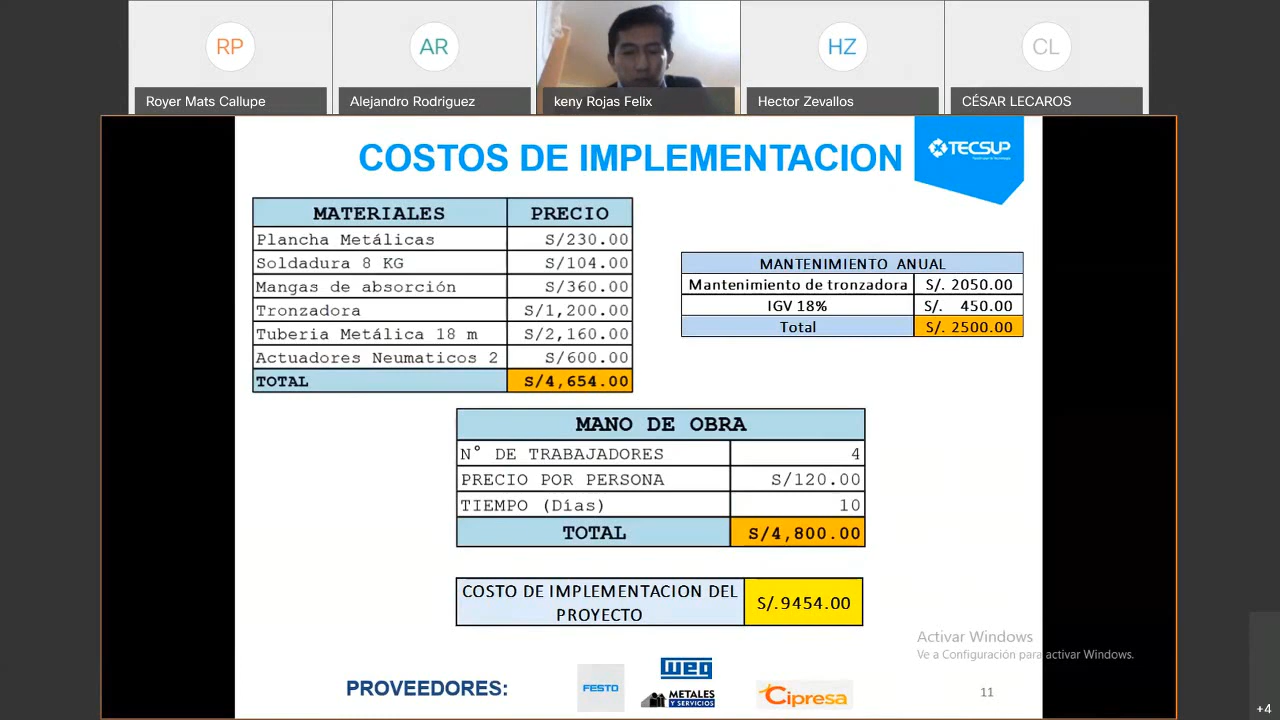 RP
AR
HZ
CL
Royer Mats Callupe
Alejandro Rodriguez
keny Rojas Felix
Hector Zevallos
CÉSAR LECAROS
COSTOS DE IMPLEMENTACION
TECSUP
MATERIALES PRECIO
Plancha Metálicas S/230.00
Soldadura 8 KG S/104.00
Mangas de absorción S/360.00
Tronzadora S/1,200.00
Tuberia Metálica 18 m S/2,160.00
Actuadores Neumaticos 2 S/600.00
TOTAL S/4,654.00
MANTENIMIENTO ANUAL
Mantenimiento de tronzadora S/. 2050.00
IGV 18% S/. 450.00
Total S/. 2500.00
MANO DE OBRA
N° DE TRABAJADORES 4
PRECIO POR PERSONA S/120.00
TIEMPO (Días) 10
TOTAL S/4,800.00
COSTO DE IMPLEMENTACION DEL
PROYECTO
S/.9454.00
Activar Windows
Ve a Configuración para activar Windows.
PROVEEDORES:
FESTO
WEG
METALES
Y SERVICIOS
Cipresa
11
+4